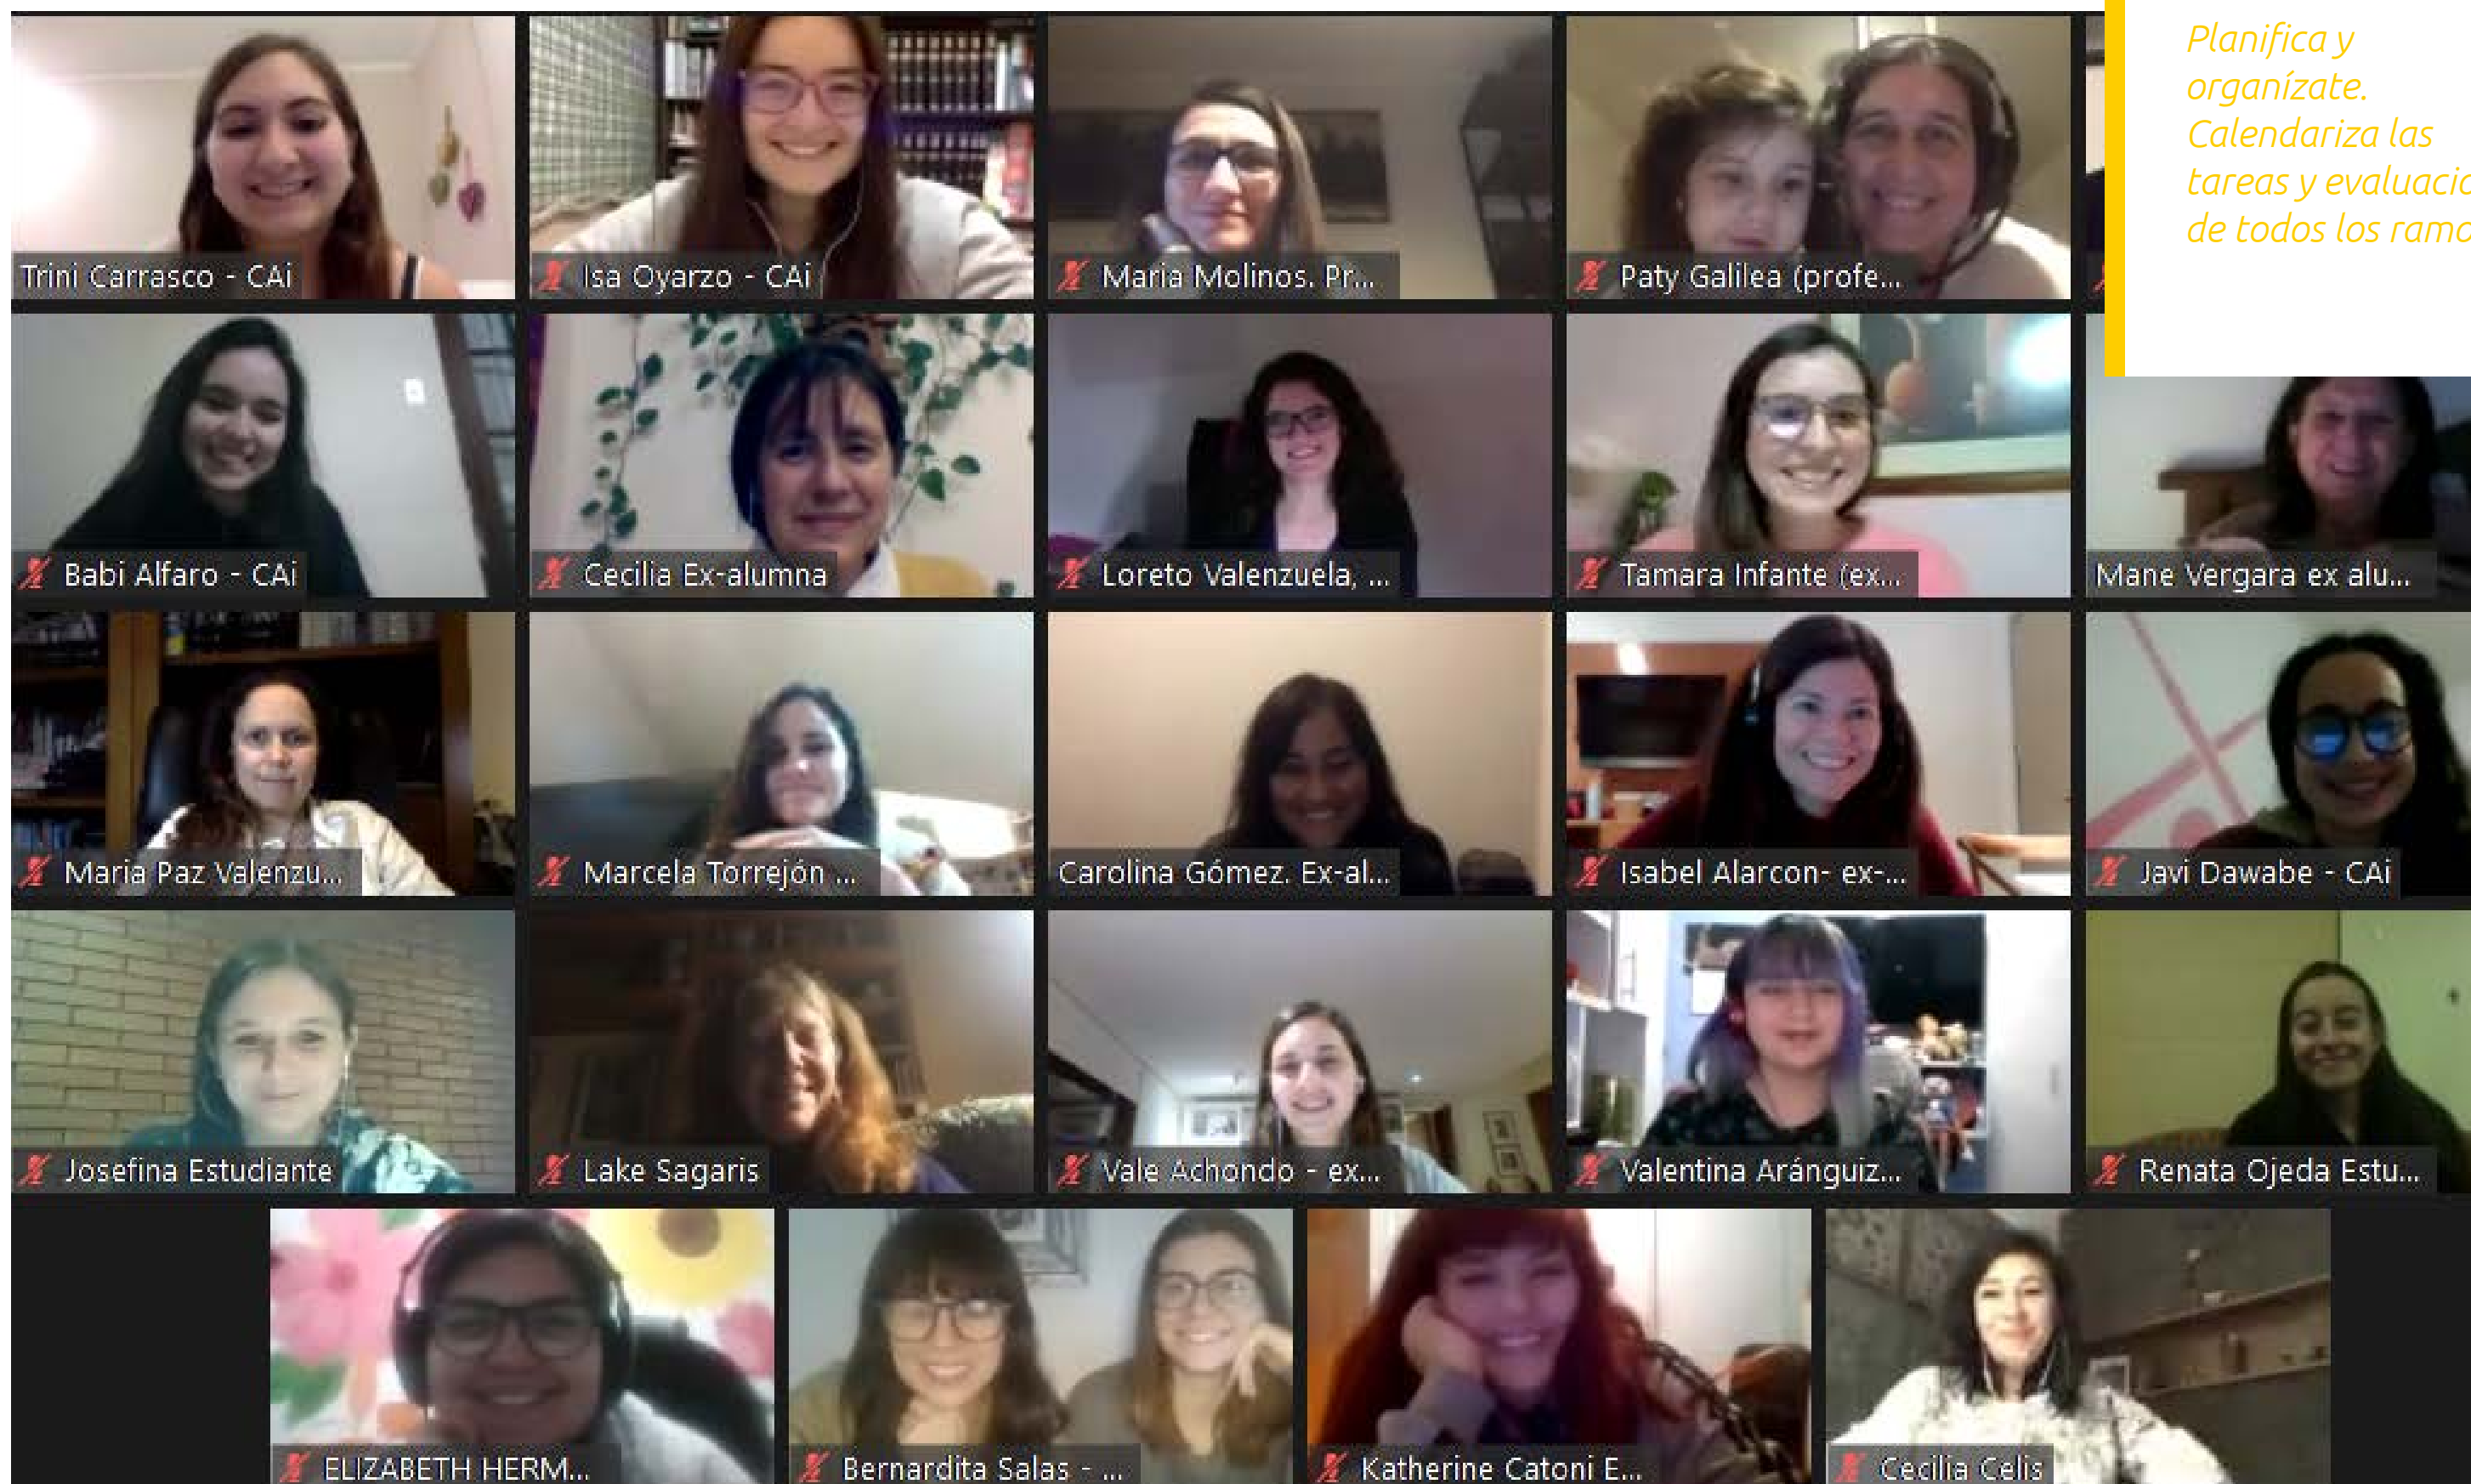 Planifica y
organízate.
Calendariza las
tareas y
de todos los
Trini Carrasco - CAi
Isa Oyarzo - CAi
Maria Molinos. Pr...
Paty Galilea (profe...
Babi Alfaro - CAi
Cecilia Ex-alumna
Loreto Valenzuela, ...
Tamara Infante (ex...
Mane Vergara ex alu...
Maria Paz Valenzu...
Marcela Torrejón ...
Carolina Gómez. Ex-al...
Isabel Alarcon- ex-...
Javi Dawabe - CAi
Josefina Estudiante
Lake Sagaris
Vale Achondo - ex...
Valentina Aránguiz...
Renata Ojeda Estu...
ELIZABETH HERM...
Bernardita Salas - ...
Katherine Catoni E...
Cecilia Celis